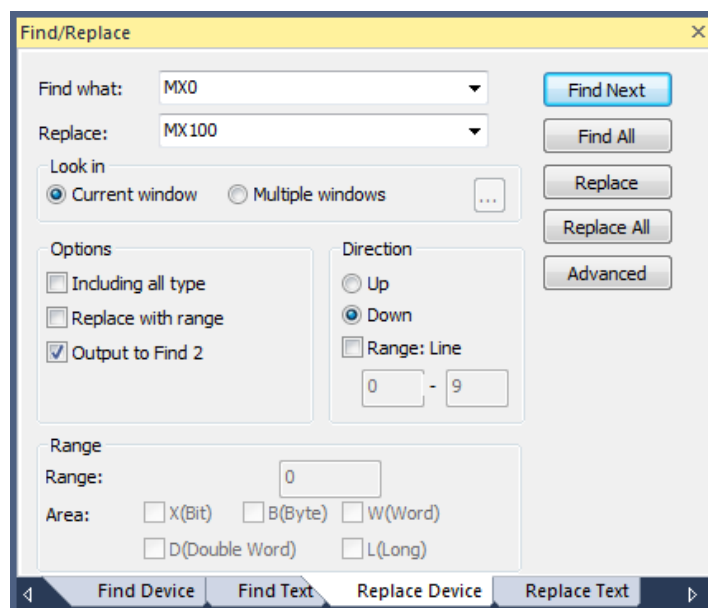 Find/Replace
Find what: MX0 Find Next
Replace: MX100 Find All
Look in
Current window Multiple windows ... Replace
Replace All
Options Direction
Including all type Up Advanced
Replace with range Down
Output to Find 2 Range: Line
0 - 9
Range
Range: 0
Area: X(Bit) B(Byte) W(Word)
D(Double Word) L(Long)
Find Device Find Text Replace Device Replace Text